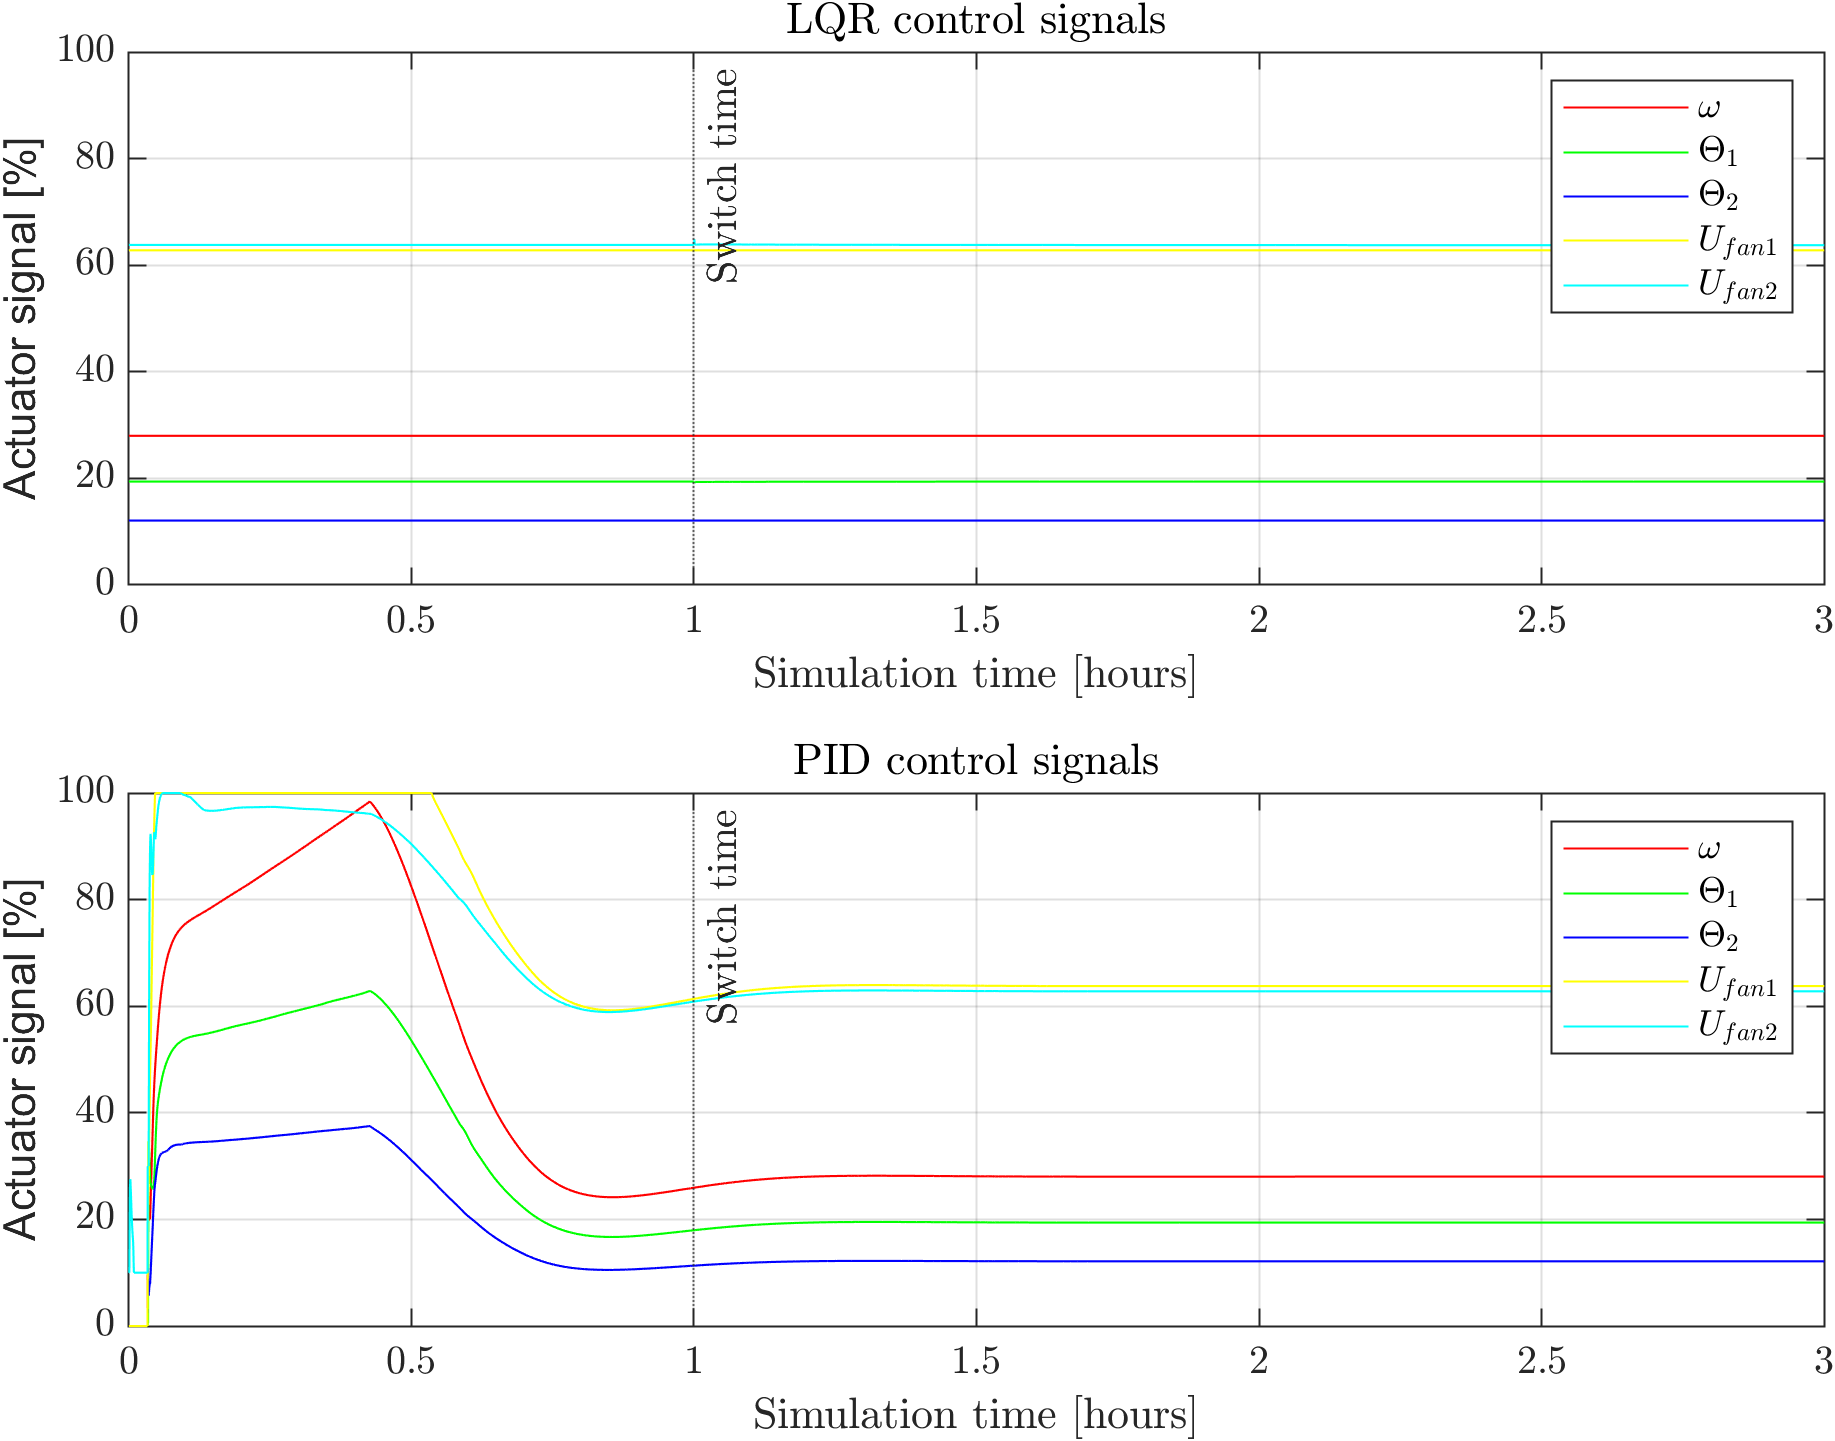 LQR control signals
Actuator signal [%]
100
80
60
40
20
0
Switch time
ω
Θ1
Θ2
Ufan1
Ufan2
0 0.5 1 1.5 2 2.5 3
Simulation time [hours]
PID control signals
Actuator signal [%]
100
80
60
40
20
0
Switch time
ω
Θ1
Θ2
Ufan1
Ufan2
0 0.5 1 1.5 2 2.5 3
Simulation time [hours]